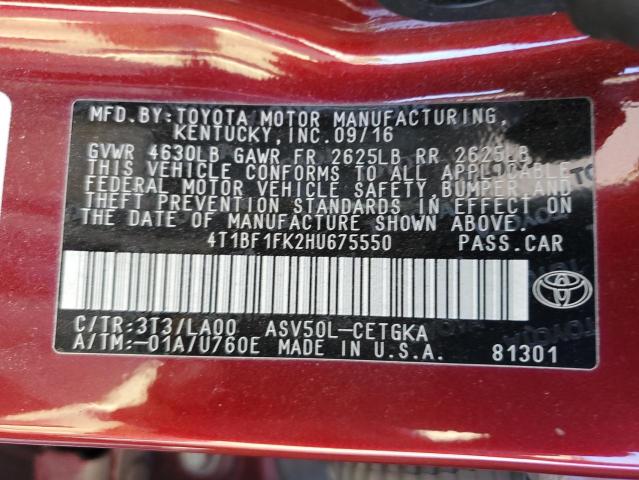 MFD.BY:TOYOTA MOTOR MANUFACTURING,
KENTUCKY, INC.09/16
GVWR 4630LB GAWR FR 2625LB RR 2625LB
THIS VEHICLE CONFORMS TO ALL APPLICABLE
FEDERAL MOTOR VEHICLE SAFETY, BUMPER AND
THEFT PREVENTION STANDARDS IN EFFECT ON
THE DATE OF MANUFACTURE SHOWN ABOVE.
4T1BF1FK2HU675550 PASS.CAR
C/TR:3T3/LA00 ASV50L-CETGKA
A/TM:-01A/U760E MADE IN U.S.A. 81301